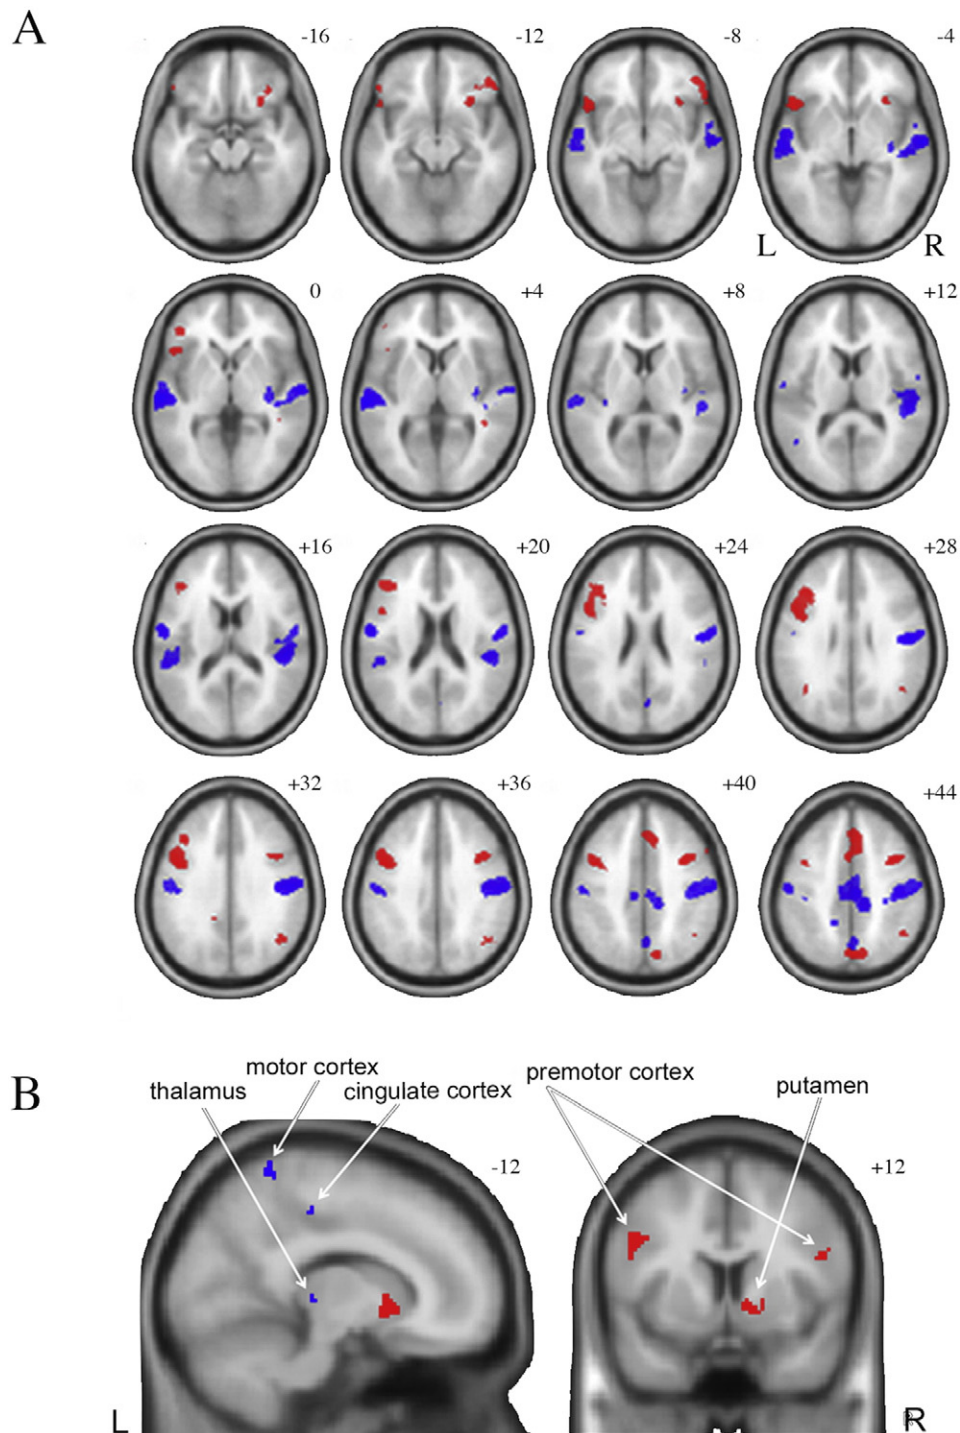 A
-16 -12 -8 -4
L R
0 +4 +8 +12
+16 +20 +24 +28
+32 +36 +40 +44
B
motor cortex
thalamus
cingulate cortex
premotor cortex
putamen
-12 +12
L R